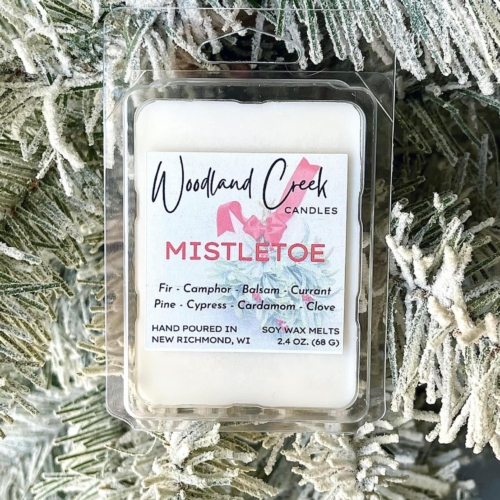 Woodland Creek
CANDLES
MISTLETOE
Fir - Camphor - Balsam - Currant
Pine - Cypress - Cardamom - Clove
HAND POURED IN SOY WAX MELTS
NEW RICHMOND, WI 2.4 OZ. (68 G)